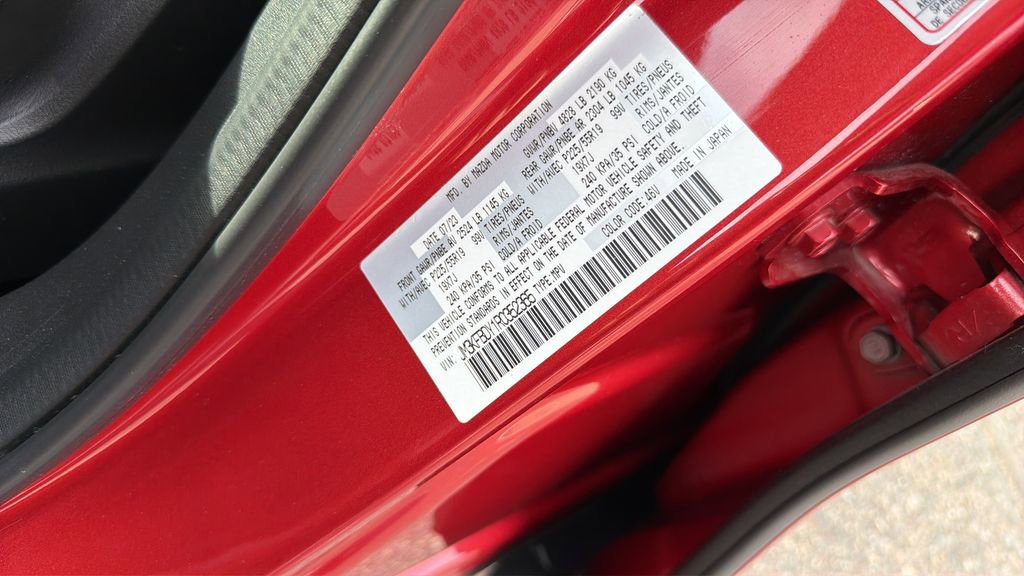 MFD. BY MAZDA MOTOR CORPORATION
DATE: 07/23 GVWR/PNBV 4828 LB 2190 KG
FRONT GAWR/PNBE AV 2524 LB 1145 KG REAR GAWR/PNBE AR 2304 LB 1045 KG
WITH/AVEC P225/55R19 99V TIRES/PNEUS WITH/AVEC P225/55R19 99V TIRES/PNEUS
19X7J RIMS/JANTES 19X7J RIMS/JANTES
240 KPA/35 PSI COLD/A FROID 240 KPA/35 PSI COLD/A FROID
THIS VEHICLE CONFORMS TO ALL APPLICABLE FEDERAL MOTOR VEHICLE SAFETY AND THEFT
PREVENTION STANDARDS IN EFFECT ON THE DATE OF MANUFACTURE SHOWN ABOVE.
VIN: TYPE:MPV COLOR CODE:46V MADE IN JAPAN